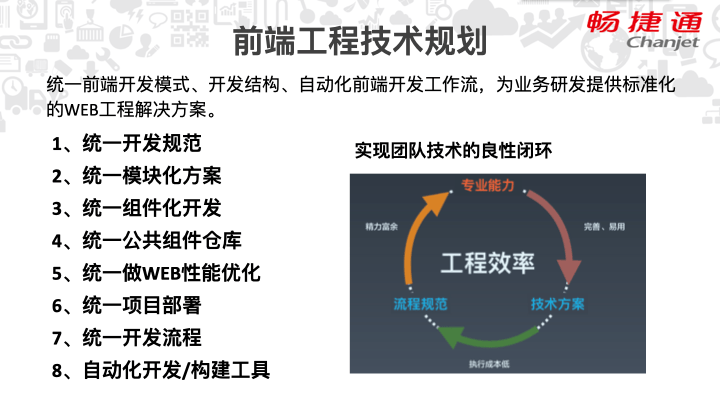 前端工程技术规划
畅捷通
Chanjet
统一前端开发模式、开发结构、自动化前端开发工作流，为业务研发提供标准化
的WEB工程解决方案。
1、统一开发规范
2、统一模块化方案
3、统一组件化开发
4、统一公共组件仓库
5、统一做WEB性能优化
6、统一项目部署
7、统一开发流程
8、自动化开发/构建工具
实现团队技术的良性闭环
专业能力
精力富余
完善、易用
工程效率
流程规范
技术方案
执行成本低